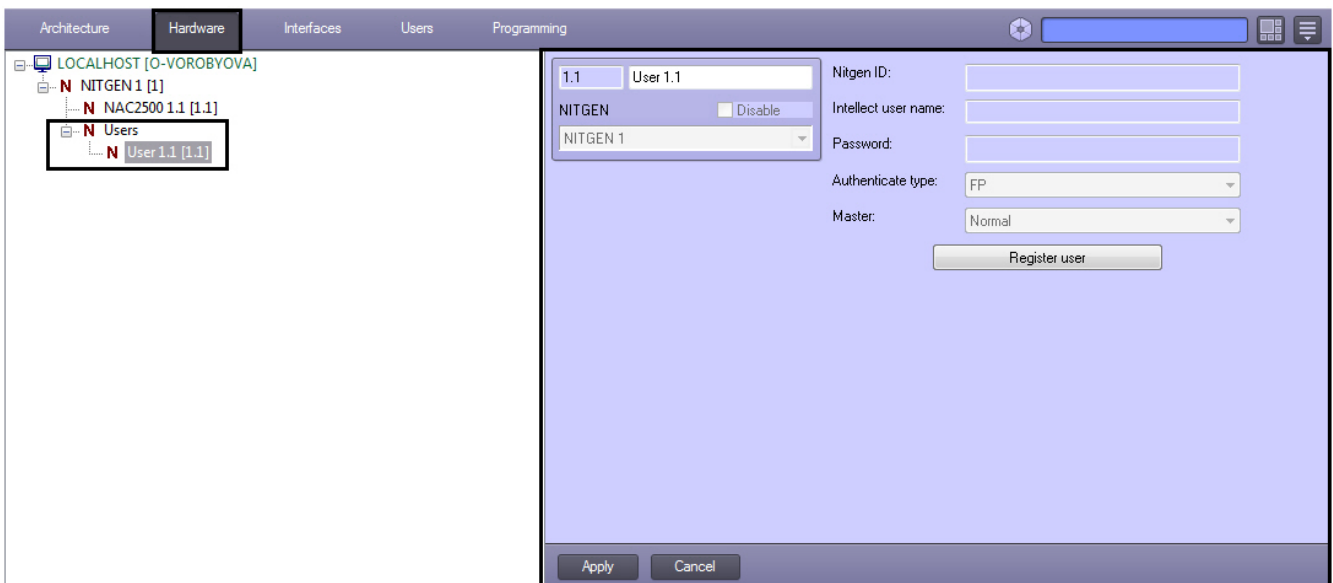 Architecture Hardware Interfaces Users Programming
LOCALHOST [O-VOROBYOVA]
N NITGEN 1 [1]
N NAC2500 1.1 [1.1]
N Users
N User 1.1 [1.1]
1.1 User 1.1
NITGEN Disable
NITGEN 1
Nitgen ID:
Intellect user name:
Password:
Authenticate type: FP
Master: Normal
Register user
Apply Cancel